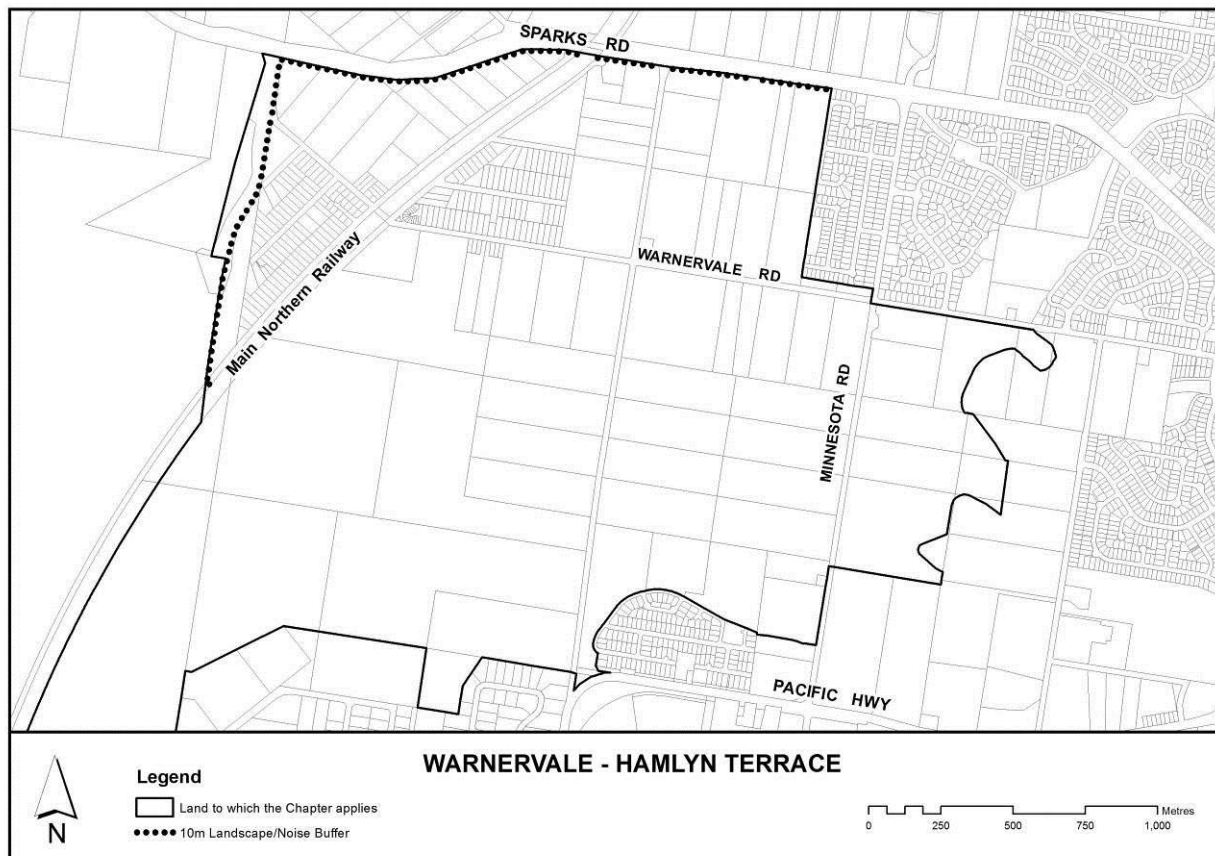 SPARKS RD
Main Northern Railway
WARNERVALE RD
MINNESOTA RD
PACIFIC HWY
WARNERVALE - HAMLYN TERRACE
Legend
Land to which the Chapter applies
10m Landscape/Noise Buffer
N
Metres
0 250 500 750 1,000